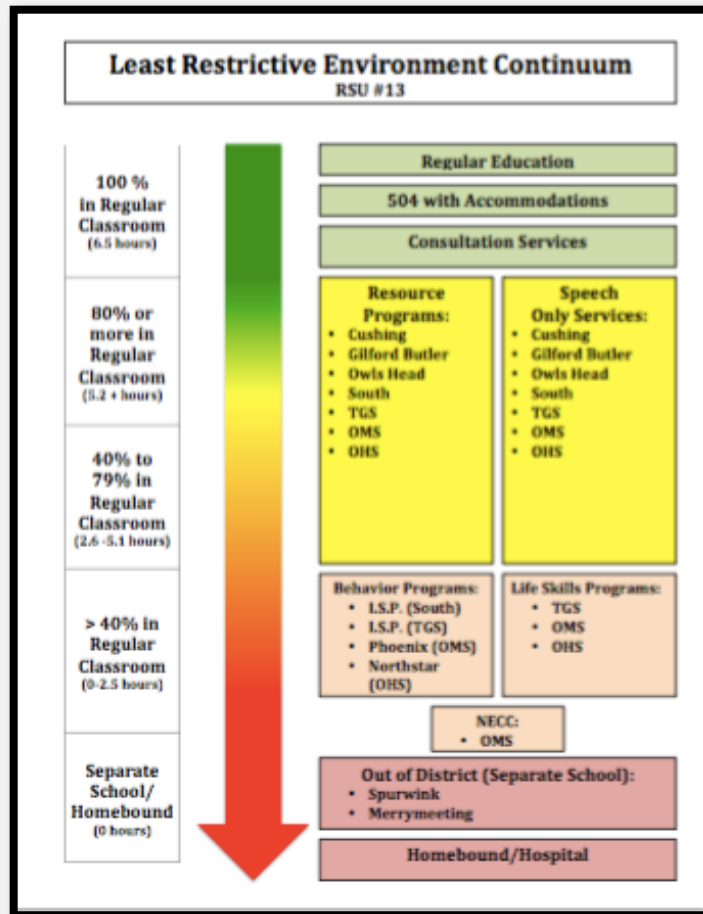 Least Restrictive Environment Continuum
RSU #13
100 %
in Regular
Classroom
(6.5 hours)
80% or
more in
Regular
Classroom
(5.2 + hours)
40% to
79% in
Regular
Classroom
(2.6 -5.1 hours)
> 40% in
Regular
Classroom
(0-2.5 hours)
Separate
School/
Homebound
(0 hours)
Regular Education
504 with Accommodations
Consultation Services
Resource
Programs:
• Cushing
• Gilford Butler
• Owls Head
• South
• TGS
• OMS
• OHS
Speech
Only Services:
• Cushing
• Gilford Butler
• Owls Head
• South
• TGS
• OMS
• OHS
Behavior Programs:
• I.S.P. (South)
• I.S.P. (TGS)
• Phoenix (OMS)
• Northstar
(OHS)
Life Skills Programs:
• TGS
• OMS
• OHS
NECC:
• OMS
Out of District (Separate School):
• Spurwink
• Merrymeeting
Homebound/Hospital